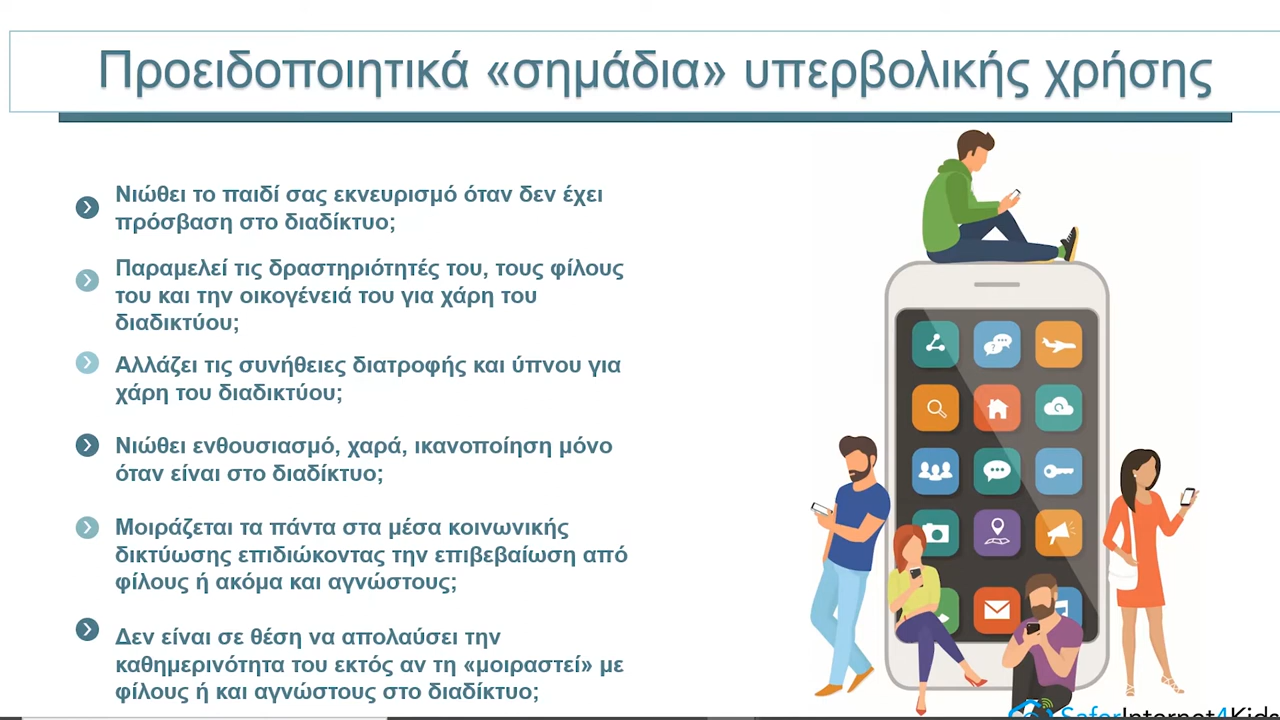 Προειδοποιητικά «σημάδια» υπερβολικής χρήσης
Νιώθει το παιδί σας εκνευρισμό όταν δεν έχει
πρόσβαση στο διαδίκτυο;
Παραμελεί τις δραστηριότητές του, τους φίλους
του και την οικογένειά του για χάρη του
διαδικτύου;
Αλλάζει τις συνήθειες διατροφής και ύπνου για
χάρη του διαδικτύου;
Νιώθει ενθουσιασμό, χαρά, ικανοποίηση μόνο
όταν είναι στο διαδίκτυο;
Μοιράζεται τα πάντα στα μέσα κοινωνικής
δικτύωσης επιδιώκοντας την επιβεβαίωση από
φίλους ή ακόμα και αγνώστους;
Δεν είναι σε θέση να απολαύσει την
καθημερινότητα του εκτός αν τη «μοιραστεί» με
φίλους ή και αγνώστους στο διαδίκτυο;
SaferInternet4Kids